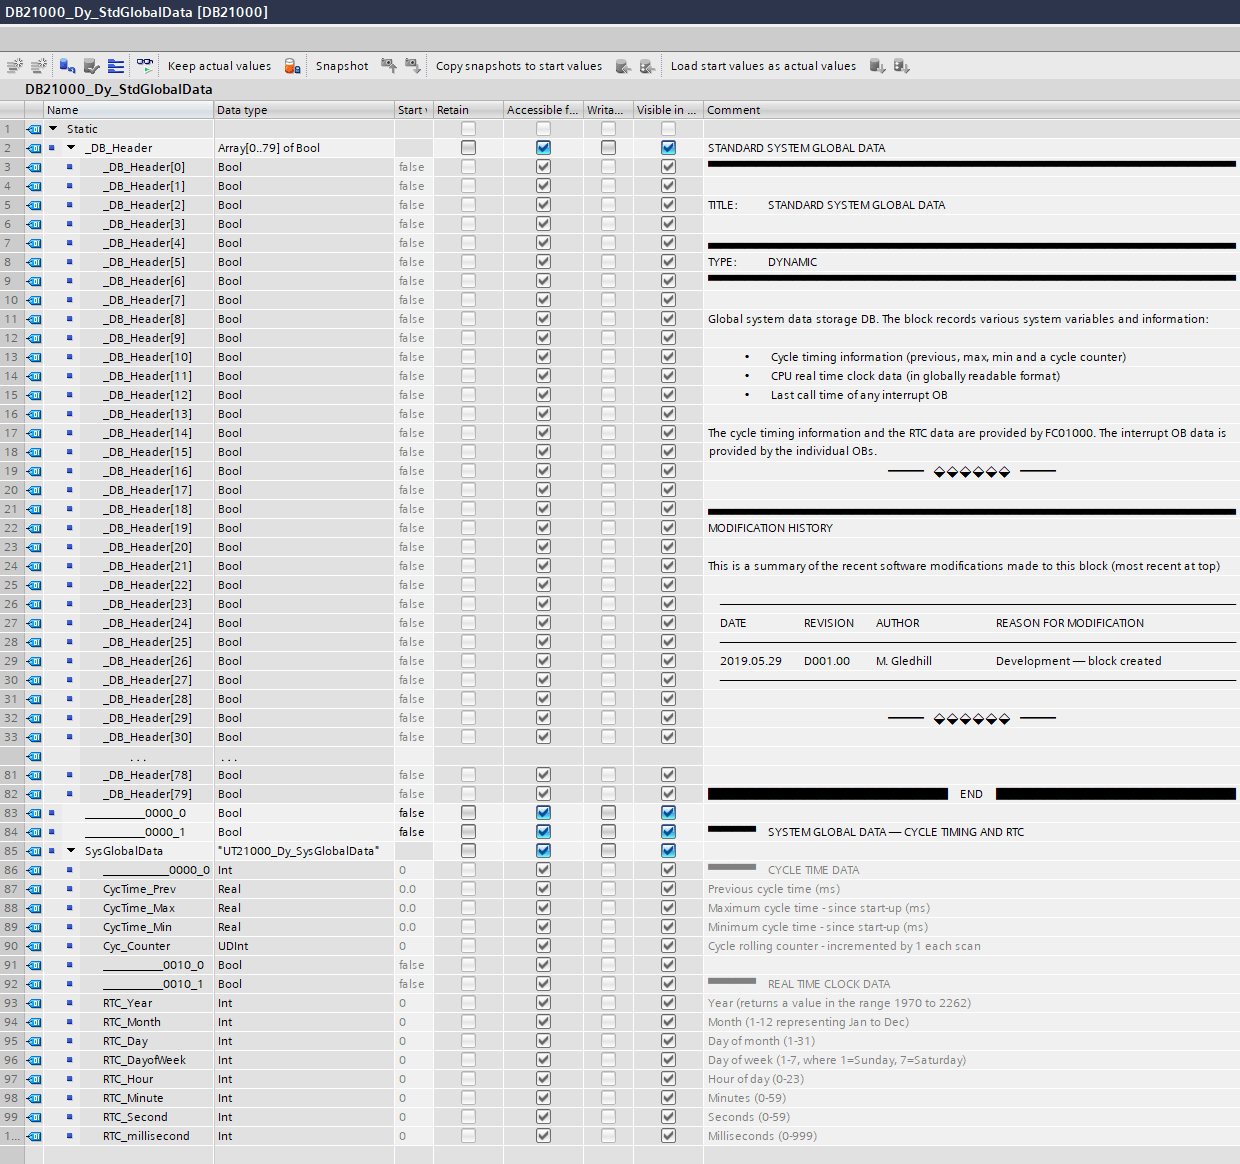 DB21000_Dy_StdGlobalData [DB21000]
Keep actual values Snapshot Copy snapshots to start values Load start values as actual values
DB21000_Dy_StdGlobalData
Name Data type Start v Retain Accessible f... Writa... Visible in ... Comment
1 Static
2 _DB_Header Array[0..79] of Bool STANDARD SYSTEM GLOBAL DATA
3 _DB_Header[0] Bool false
4 _DB_Header[1] Bool false
5 _DB_Header[2] Bool false TITLE: STANDARD SYSTEM GLOBAL DATA
6 _DB_Header[3] Bool false
7 _DB_Header[4] Bool false
8 _DB_Header[5] Bool false TYPE: DYNAMIC
9 _DB_Header[6] Bool false
10 _DB_Header[7] Bool false
11 _DB_Header[8] Bool false Global system data storage DB. The block records various system variables and information:
12 _DB_Header[9] Bool false
13 _DB_Header[10] Bool false • Cycle timing information (previous, max, min and a cycle counter)
14 _DB_Header[11] Bool false • CPU real time clock data (in globally readable format)
15 _DB_Header[12] Bool false • Last call time of any interrupt OB
16 _DB_Header[13] Bool false
17 _DB_Header[14] Bool false The cycle timing information and the RTC data are provided by FC01000. The interrupt OB data is
18 _DB_Header[15] Bool false provided by the individual OBs.
19 _DB_Header[16] Bool false
20 _DB_Header[17] Bool false
21 _DB_Header[18] Bool false
22 _DB_Header[19] Bool false MODIFICATION HISTORY
23 _DB_Header[20] Bool false
24 _DB_Header[21] Bool false This is a summary of the recent software modifications made to this block (most recent at top)
25 _DB_Header[22] Bool false
26 _DB_Header[23] Bool false
27 _DB_Header[24] Bool false DATE REVISION AUTHOR REASON FOR MODIFICATION
28 _DB_Header[25] Bool false
29 _DB_Header[26] Bool false 2019.05.29 D001.00 M. Gledhill Development — block created
30 _DB_Header[27] Bool false
31 _DB_Header[28] Bool false
32 _DB_Header[29] Bool false
33 _DB_Header[30] Bool false
... ...
81 _DB_Header[78] Bool false
82 _DB_Header[79] Bool false END
83 __________0000_0 Bool false
84 __________0000_1 Bool false SYSTEM GLOBAL DATA — CYCLE TIMING AND RTC
85 SysGlobalData "UT21000_Dy_SysGlobalData"
86 ___________0000_0 Int 0 CYCLE TIME DATA
87 CycTime_Prev Real 0.0 Previous cycle time (ms)
88 CycTime_Max Real 0.0 Maximum cycle time - since start-up (ms)
89 CycTime_Min Real 0.0 Minimum cycle time - since start-up (ms)
90 Cyc_Counter UDInt 0 Cycle rolling counter - incremented by 1 each scan
91 __________0010_0 Bool false
92 __________0010_1 Bool false REAL TIME CLOCK DATA
93 RTC_Year Int 0 Year (returns a value in the range 1970 to 2262)
94 RTC_Month Int 0 Month (1-12 representing Jan to Dec)
95 RTC_Day Int 0 Day of month (1-31)
96 RTC_DayofWeek Int 0 Day of week (1-7, where 1=Sunday, 7=Saturday)
97 RTC_Hour Int 0 Hour of day (0-23)
98 RTC_Minute Int 0 Minutes (0-59)
99 RTC_Second Int 0 Seconds (0-59)
1... RTC_millisecond Int 0 Milliseconds (0-999)